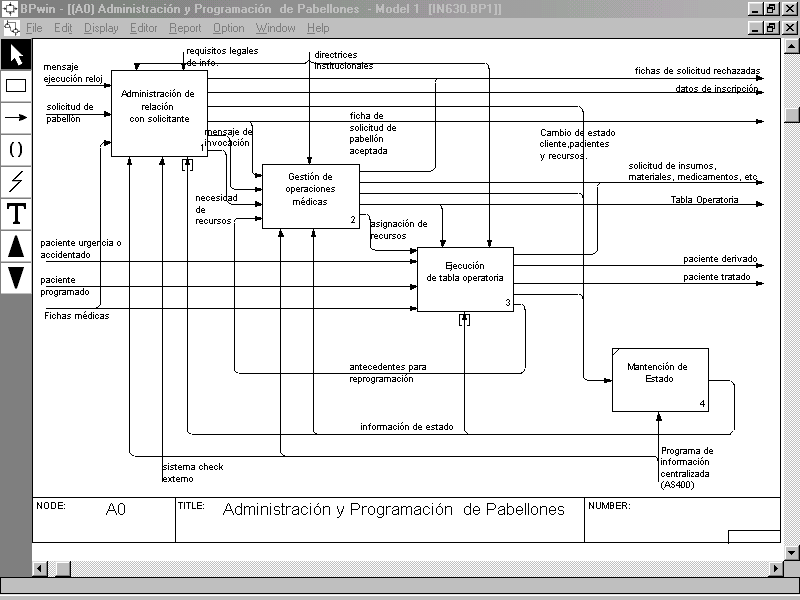 BPwin - [(A0) Administración y Programación de Pabellones - Model 1 [IN630.BP1]]
File Edit Display Editor Report Option Window Help
requisitos legales
de info.
directrices
institucionales
mensaje
ejecución reloj
fichas de solicitud rechazadas
datos de inscripción
Administración de
relación
con solicitante
1
solicitud de
pabellón
ficha de
solicitud de
pabellón
aceptada
mensaje de
invocación
Cambio de estado
cliente,pacientes
y recursos.
( )
T
Gestión de
operaciones
médicas
2
solicitud de insumos,
materiales, medicamentos, etc
necesidad
de
recursos
Tabla Operatoria
asignación de
recursos
paciente urgencia o
accidentado
Ejecución
de tabla operatoria
3
paciente derivado
paciente programado
paciente tratado
Fichas médicas
antecedentes para
reprogramación
Mantención de
Estado
4
información de estado
sistema check
externo
Programa de
información
centralizada
(AS400)
NODE: A0
TITLE: Administración y Programación de Pabellones
NUMBER: